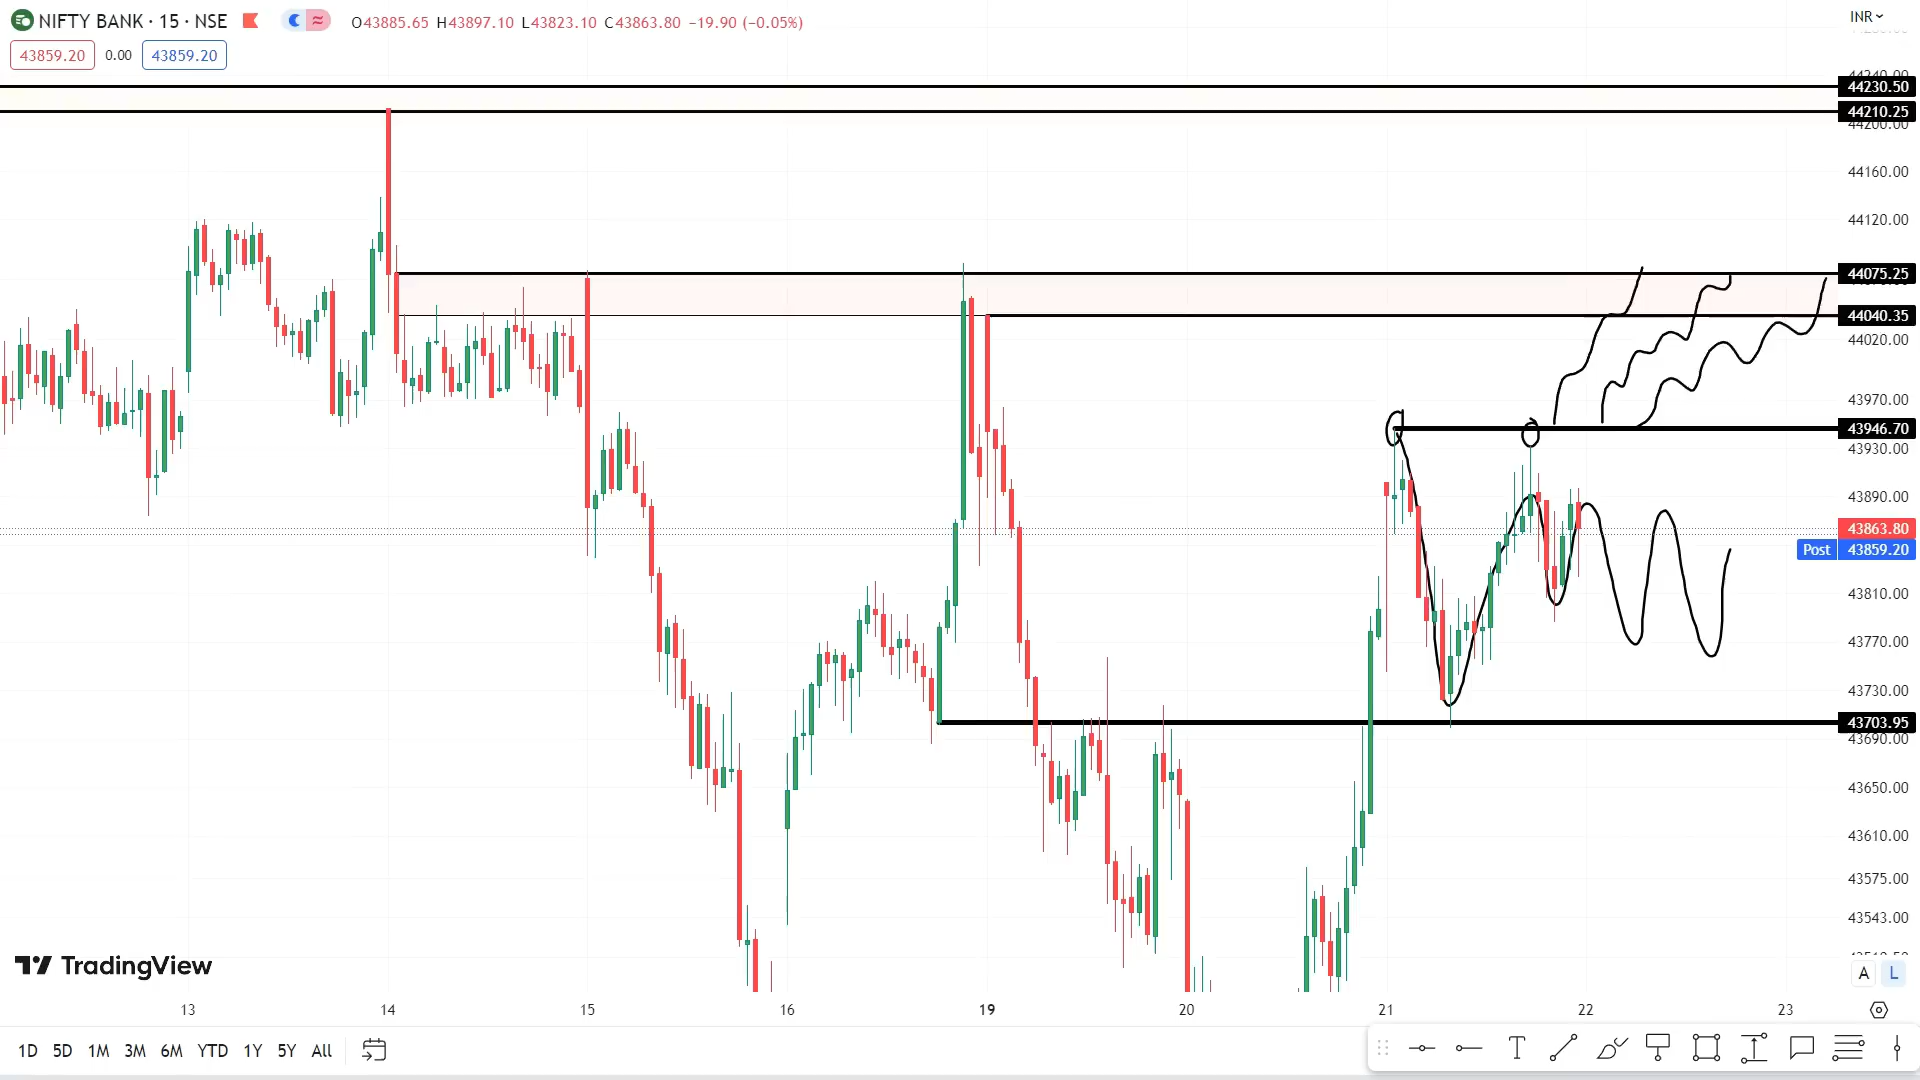 NIFTY BANK · 15 · NSE
O43885.65 H43897.10 L43823.10 C43863.80 −19.90 (−0.05%)
INR
43859.20 0.00 43859.20
44230.50
44210.25
44200.00
44160.00
44120.00
44075.25
44040.35
44020.00
43970.00
43946.70
43930.00
43890.00
43863.80
Post 43859.20
43810.00
43770.00
43730.00
43703.95
43690.00
43650.00
43610.00
43575.00
43543.00
TradingView
A L
13 14 15 16 19 20 21 22 23
1D 5D 1M 3M 6M YTD 1Y 5Y All
T